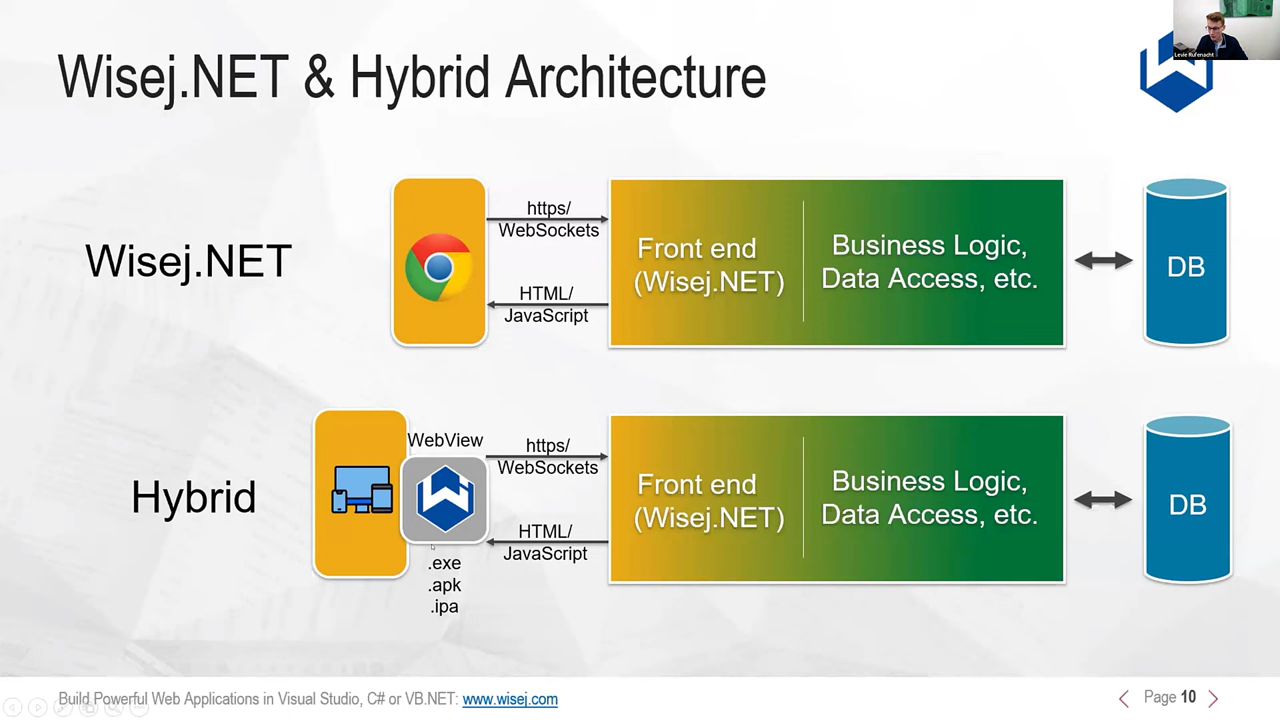 Wisej.NET & Hybrid Architecture
Levie Rufenacht
Wisej.NET
https/
WebSockets
HTML/
JavaScript
Front end
(Wisej.NET)
Business Logic,
Data Access, etc.
DB
Hybrid
WebView
.exe
.apk
.ipa
https/
WebSockets
HTML/
JavaScript
Front end
(Wisej.NET)
Business Logic,
Data Access, etc.
DB
Build Powerful Web Applications in Visual Studio, C# or VB.NET: www.wisej.com
Page 10